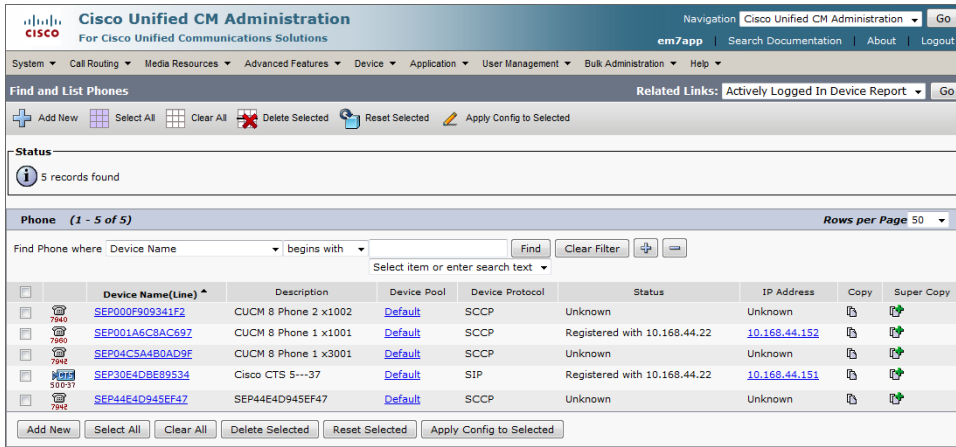 cisco
Cisco Unified CM Administration
For Cisco Unified Communications Solutions
Navigation Cisco Unified CM Administration Go
em7app | Search Documentation | About | Logout
System Call Routing Media Resources Advanced Features Device Application User Management Bulk Administration Help
Find and List Phones
Related Links: Actively Logged In Device Report Go
Add New Select All Clear All Delete Selected Reset Selected Apply Config to Selected
Status
i 5 records found
Phone (1 - 5 of 5)
Rows per Page 50
Find Phone where Device Name begins with Find Clear Filter
Select item or enter search text
Device Name(Line) Description Device Pool Device Protocol Status IP Address Copy Super Copy
7940 SEP000F909341F2 CUCM 8 Phone 2 x1002 Default SCCP Unknown Unknown
7960 SEP001A6C8AC697 CUCM 8 Phone 1 x1001 Default SCCP Registered with 10.168.44.22 10.168.44.152
7942 SEP04C5A4B0AD9F CUCM 8 Phone 1 x3001 Default SCCP Unknown Unknown
CTS 500-37 SEP30E4DBE89534 Cisco CTS 5---37 Default SIP Registered with 10.168.44.22 10.168.44.151
7942 SEP44E4D945EF47 SEP44E4D945EF47 Default SCCP Unknown Unknown
Add New Select All Clear All Delete Selected Reset Selected Apply Config to Selected